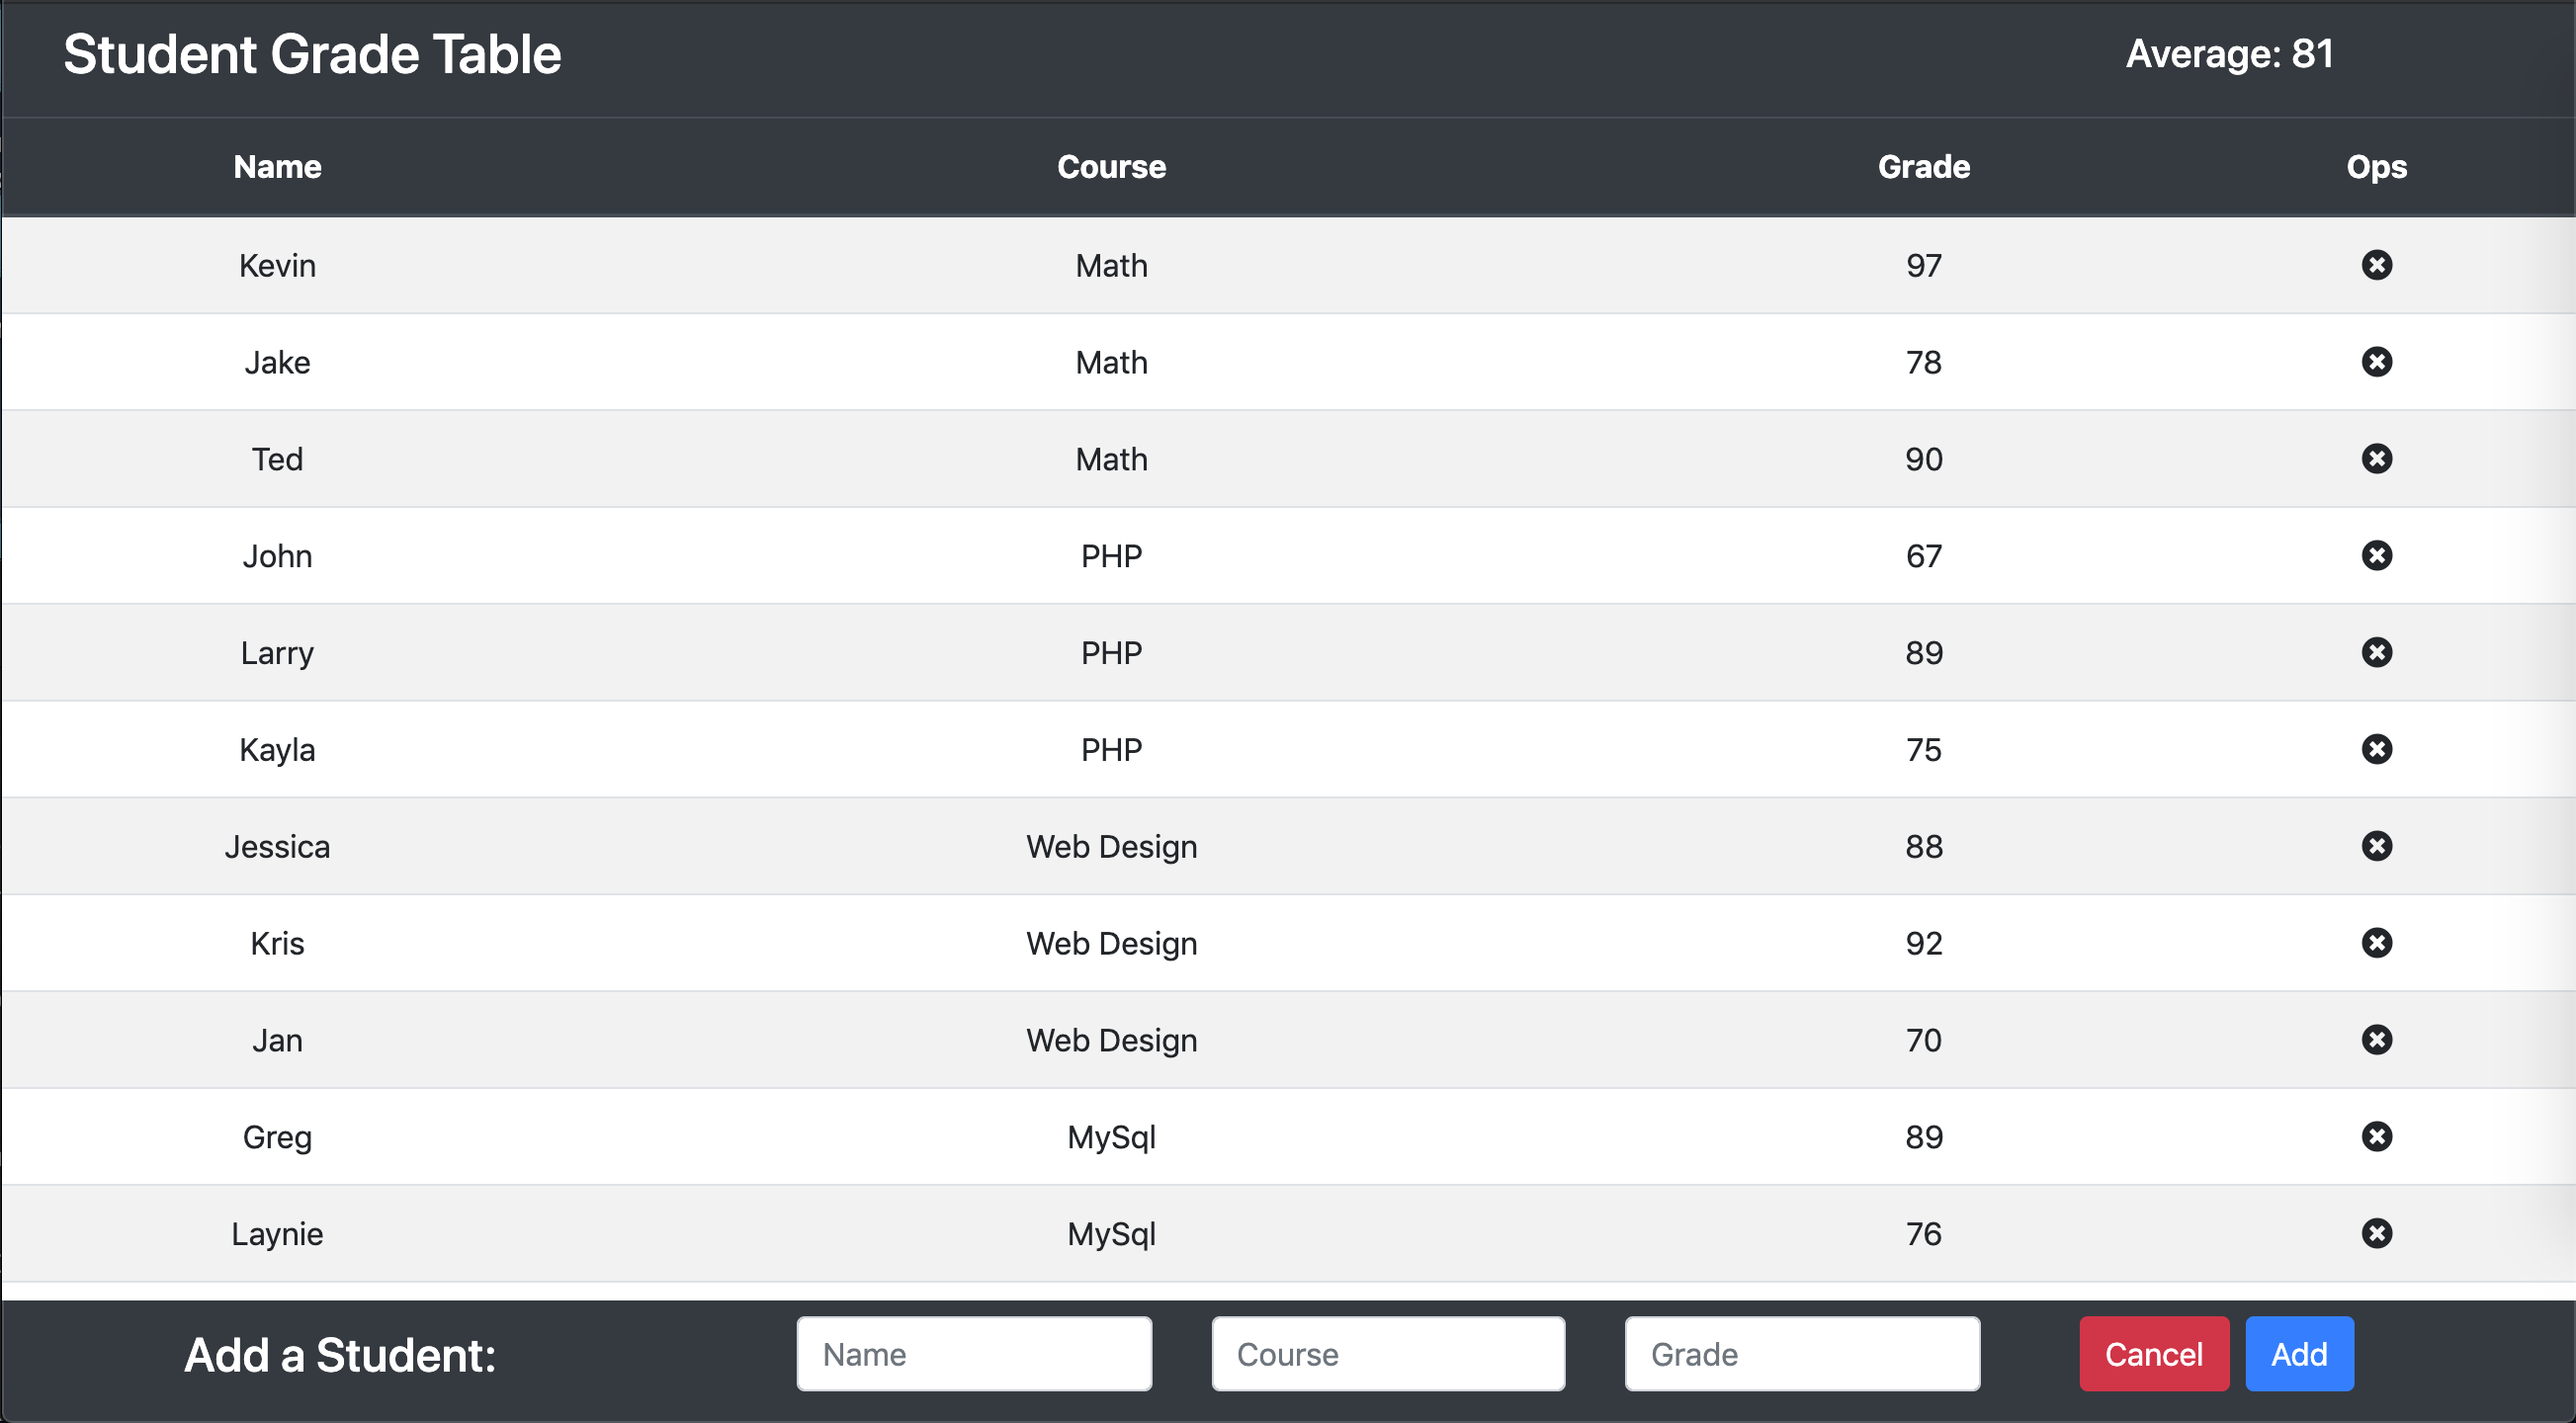 Student Grade Table Average: 81
Name Course Grade Ops
Kevin Math 97
Jake Math 78
Ted Math 90
John PHP 67
Larry PHP 89
Kayla PHP 75
Jessica Web Design 88
Kris Web Design 92
Jan Web Design 70
Greg MySql 89
Laynie MySql 76
Add a Student: Name Course Grade Cancel Add